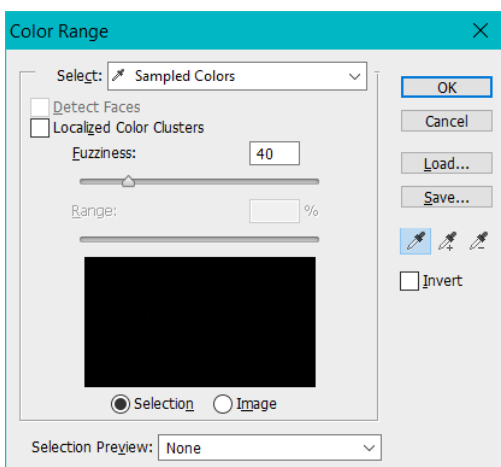 Color Range
Select: Sampled Colors
OK
Detect Faces
Localized Color Clusters
Cancel
Fuzziness: 40
Load...
Save...
Range: %
Invert
Selection Image
Selection Preview: None